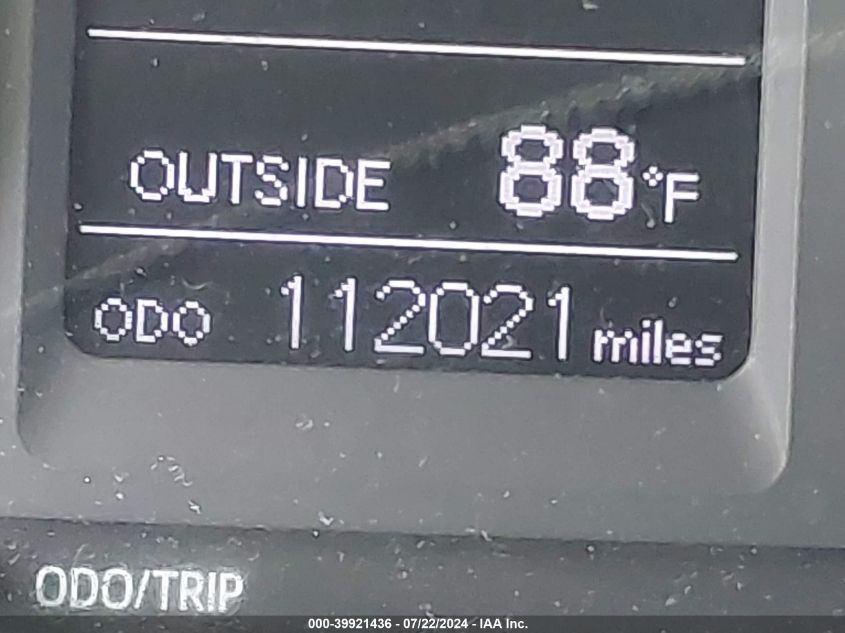 OUTSIDE 88°F
ODO 112021 miles
ODO/TRIP
000-39921436 - 07/22/2024 - IAA Inc.